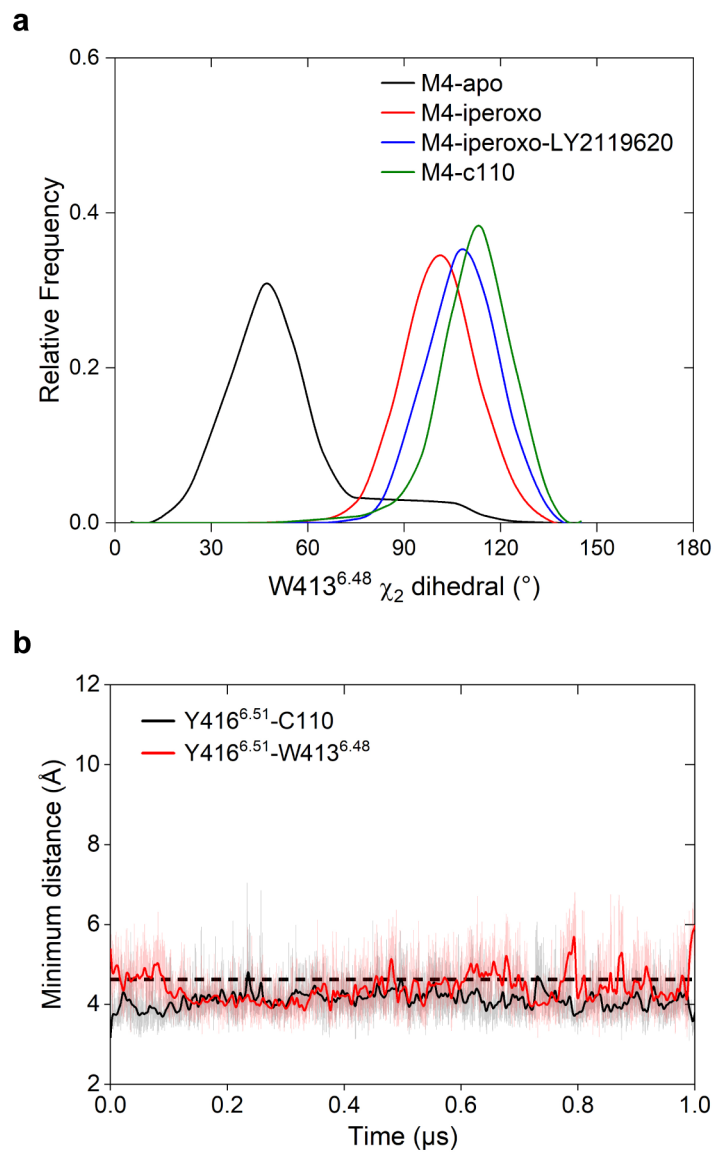 a
0.6
0.4
0.2
0.0
Relative Frequency
M4-apo
M4-iperoxo
M4-iperoxo-LY2119620
M4-c110
0 30 60 90 120 150 180
W413^6.48 χ₂ dihedral (°)
b
12
10
8
6
4
2
Minimum distance (Å)
Y416^6.51-C110
Y416^6.51-W413^6.48
0.0 0.2 0.4 0.6 0.8 1.0
Time (μs)